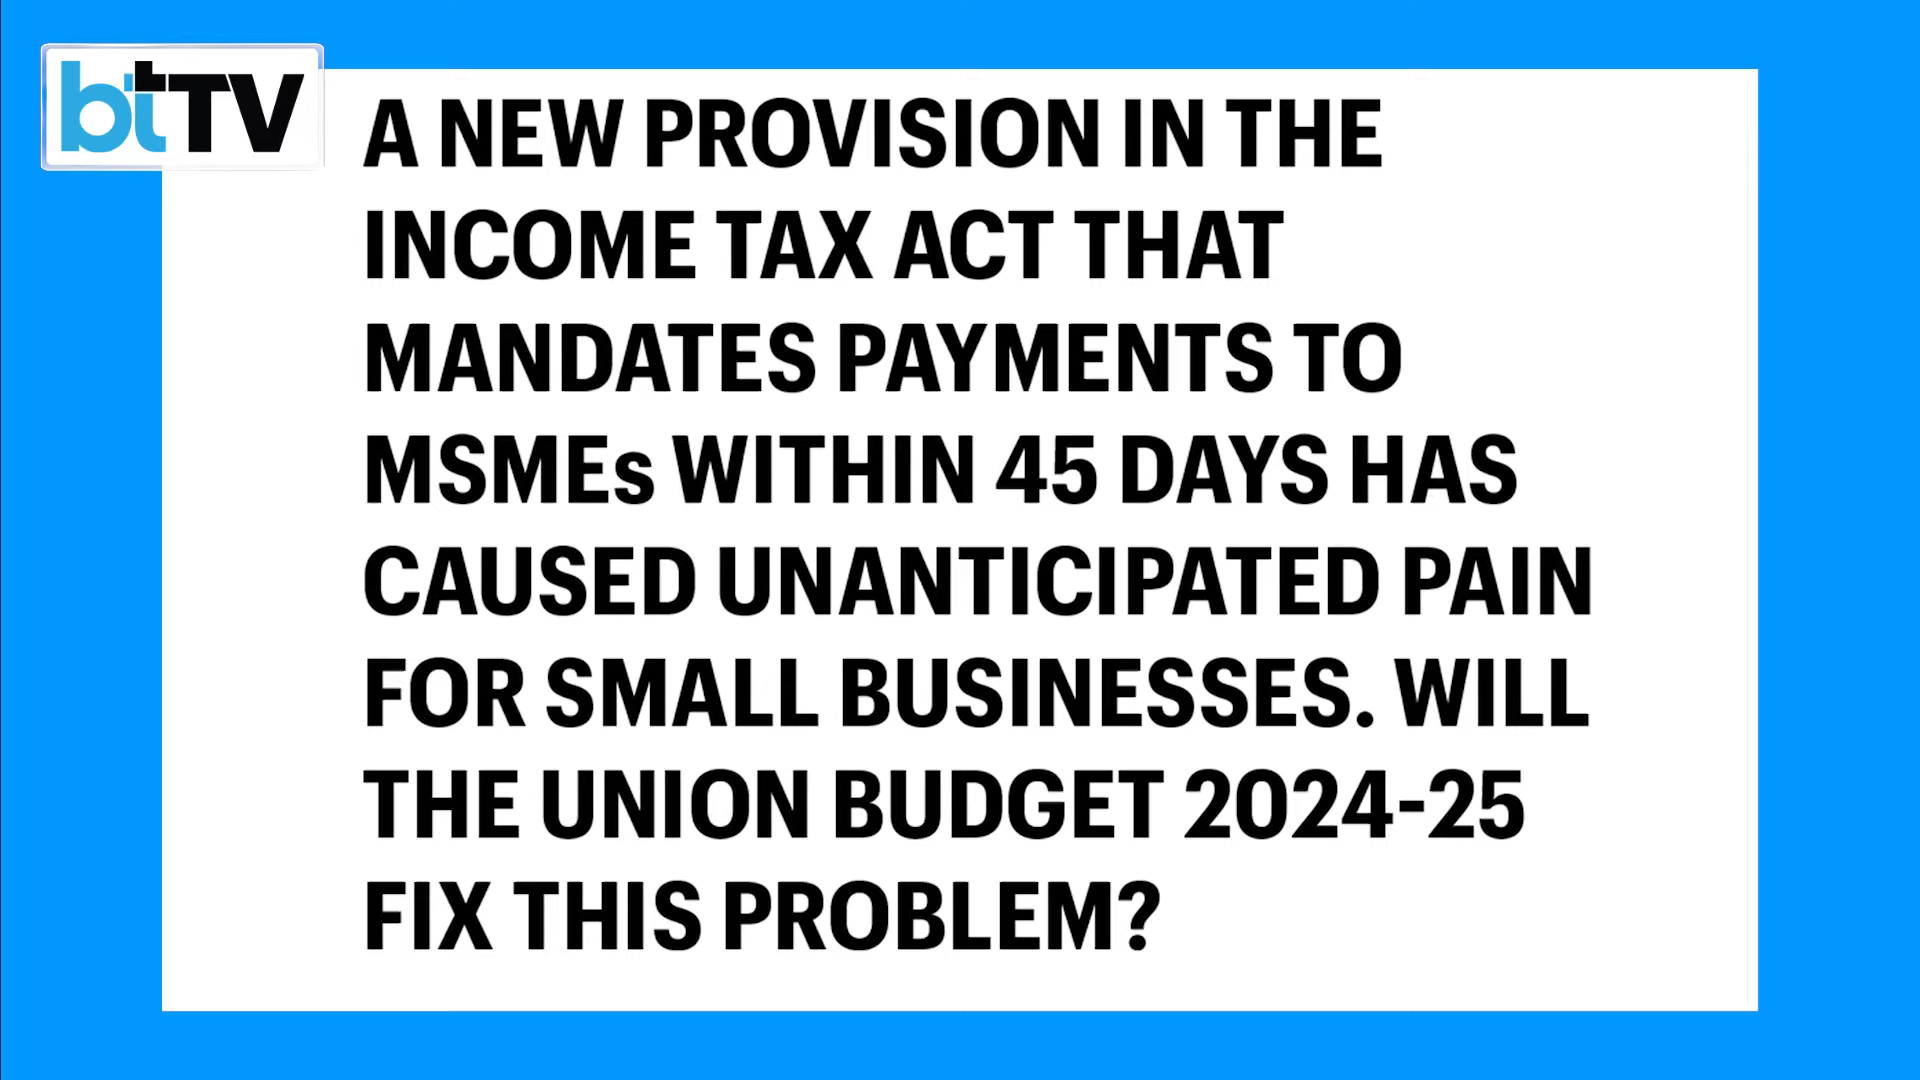 btTV
A NEW PROVISION IN THE
INCOME TAX ACT THAT
MANDATES PAYMENTS TO
MSMEs WITHIN 45 DAYS HAS
CAUSED UNANTICIPATED PAIN
FOR SMALL BUSINESSES. WILL
THE UNION BUDGET 2024-25
FIX THIS PROBLEM?